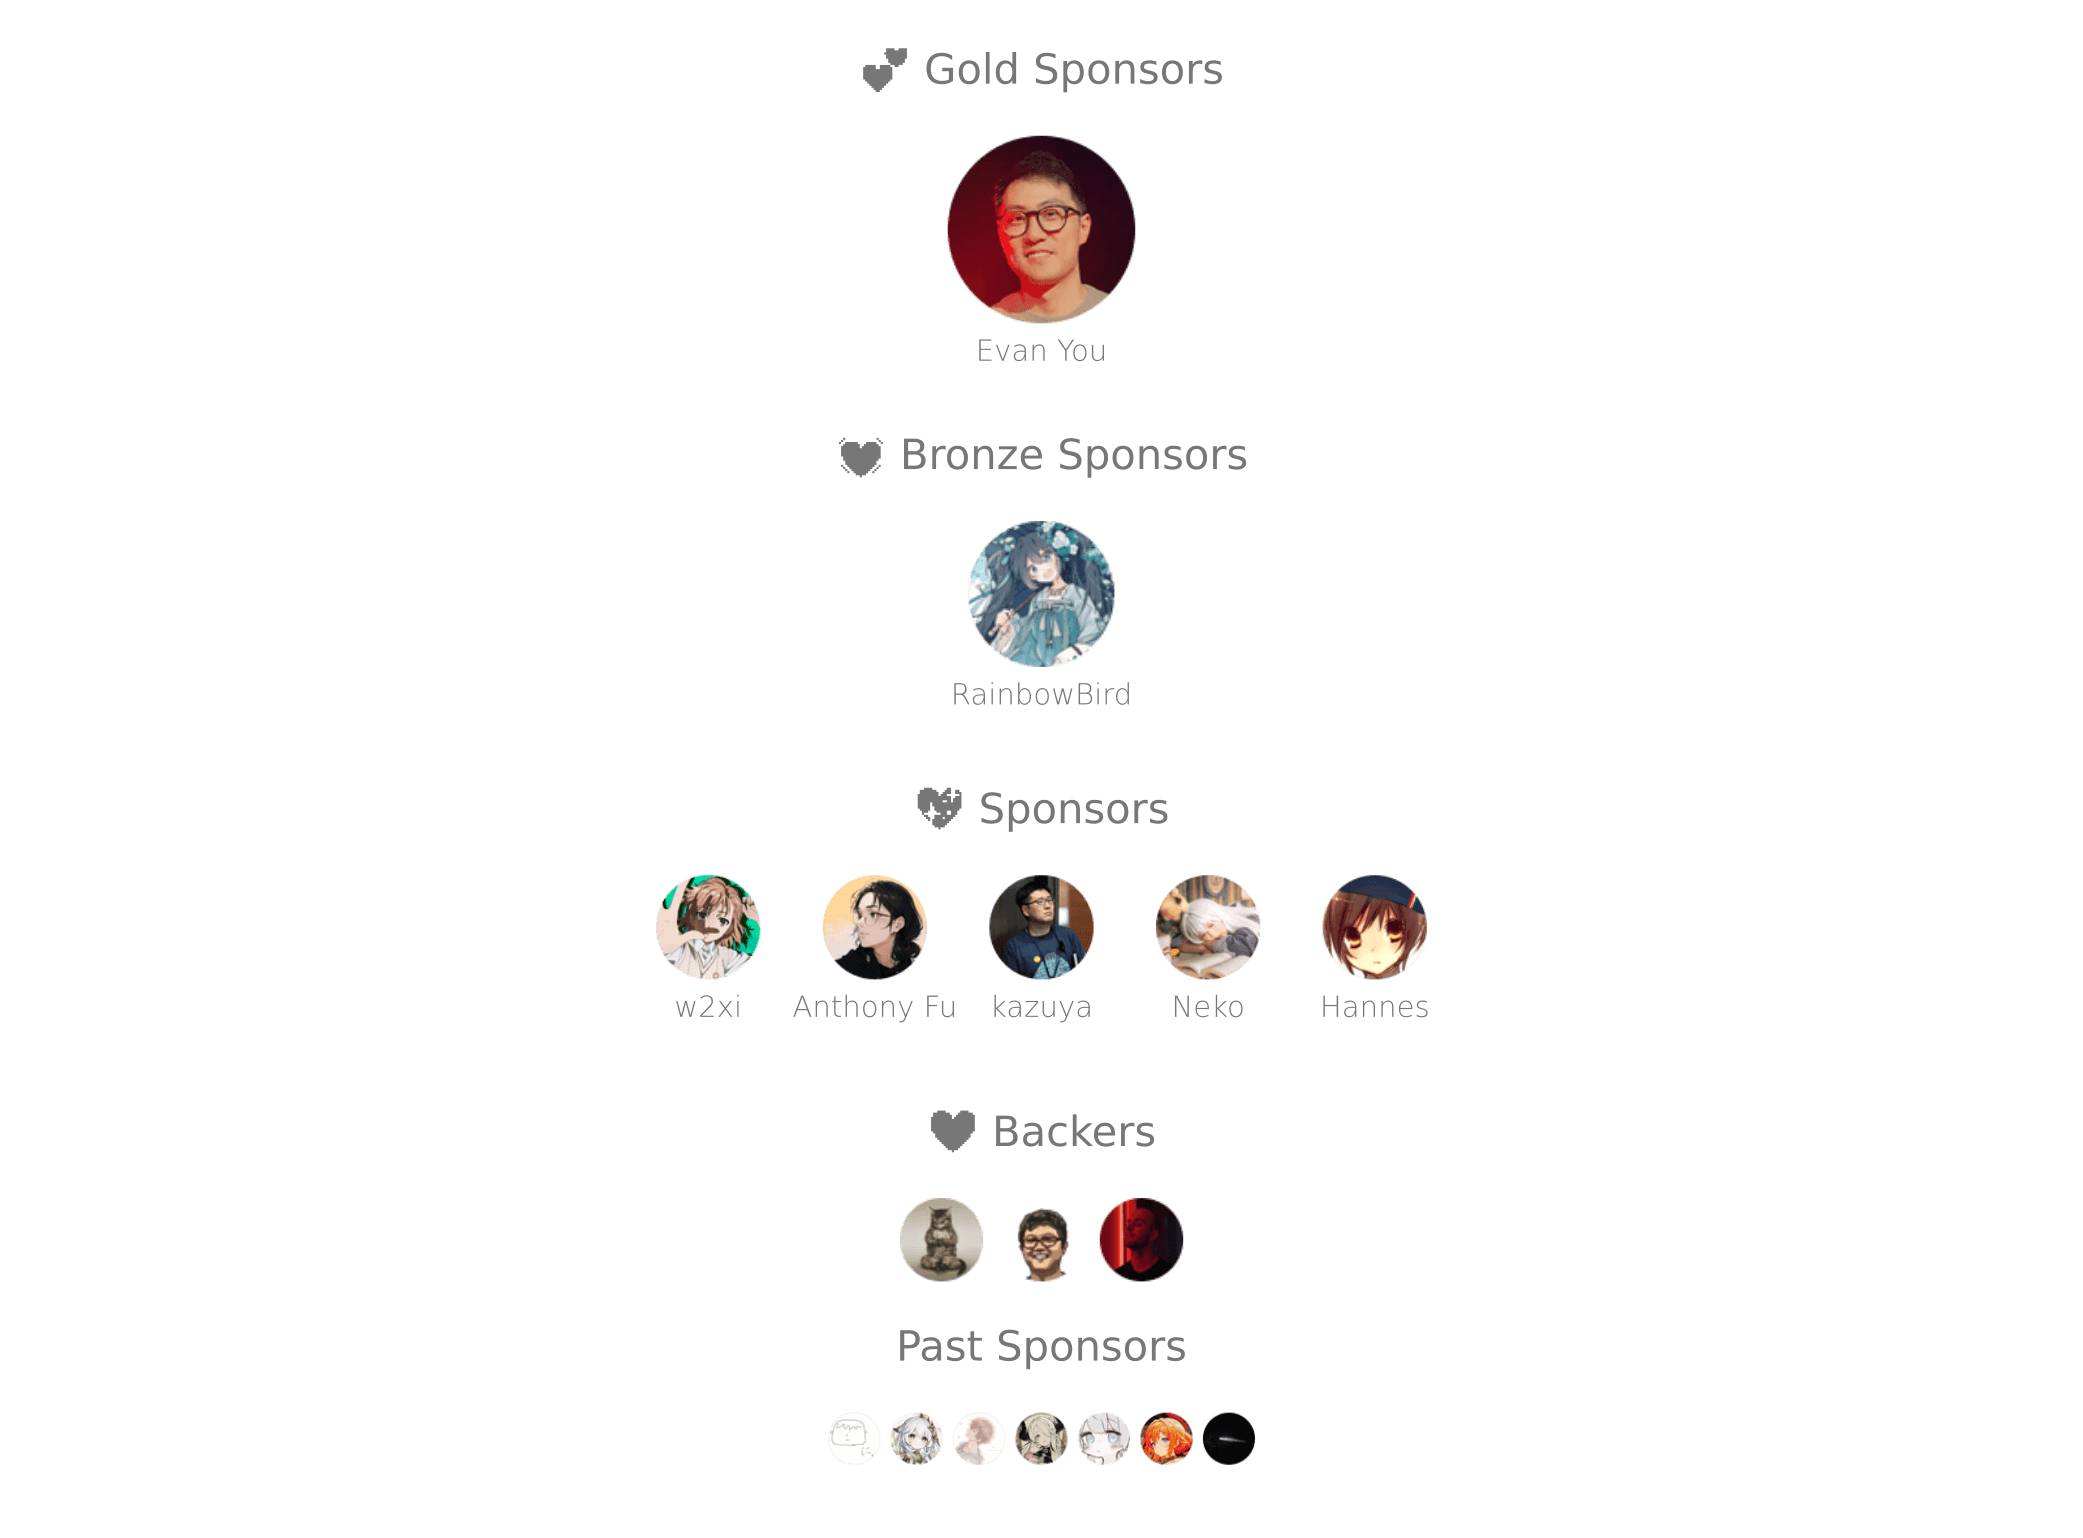 Gold Sponsors
Evan You
Bronze Sponsors
RainbowBird
Sponsors
w2xi Anthony Fu kazuya Neko Hannes
Backers
Past Sponsors